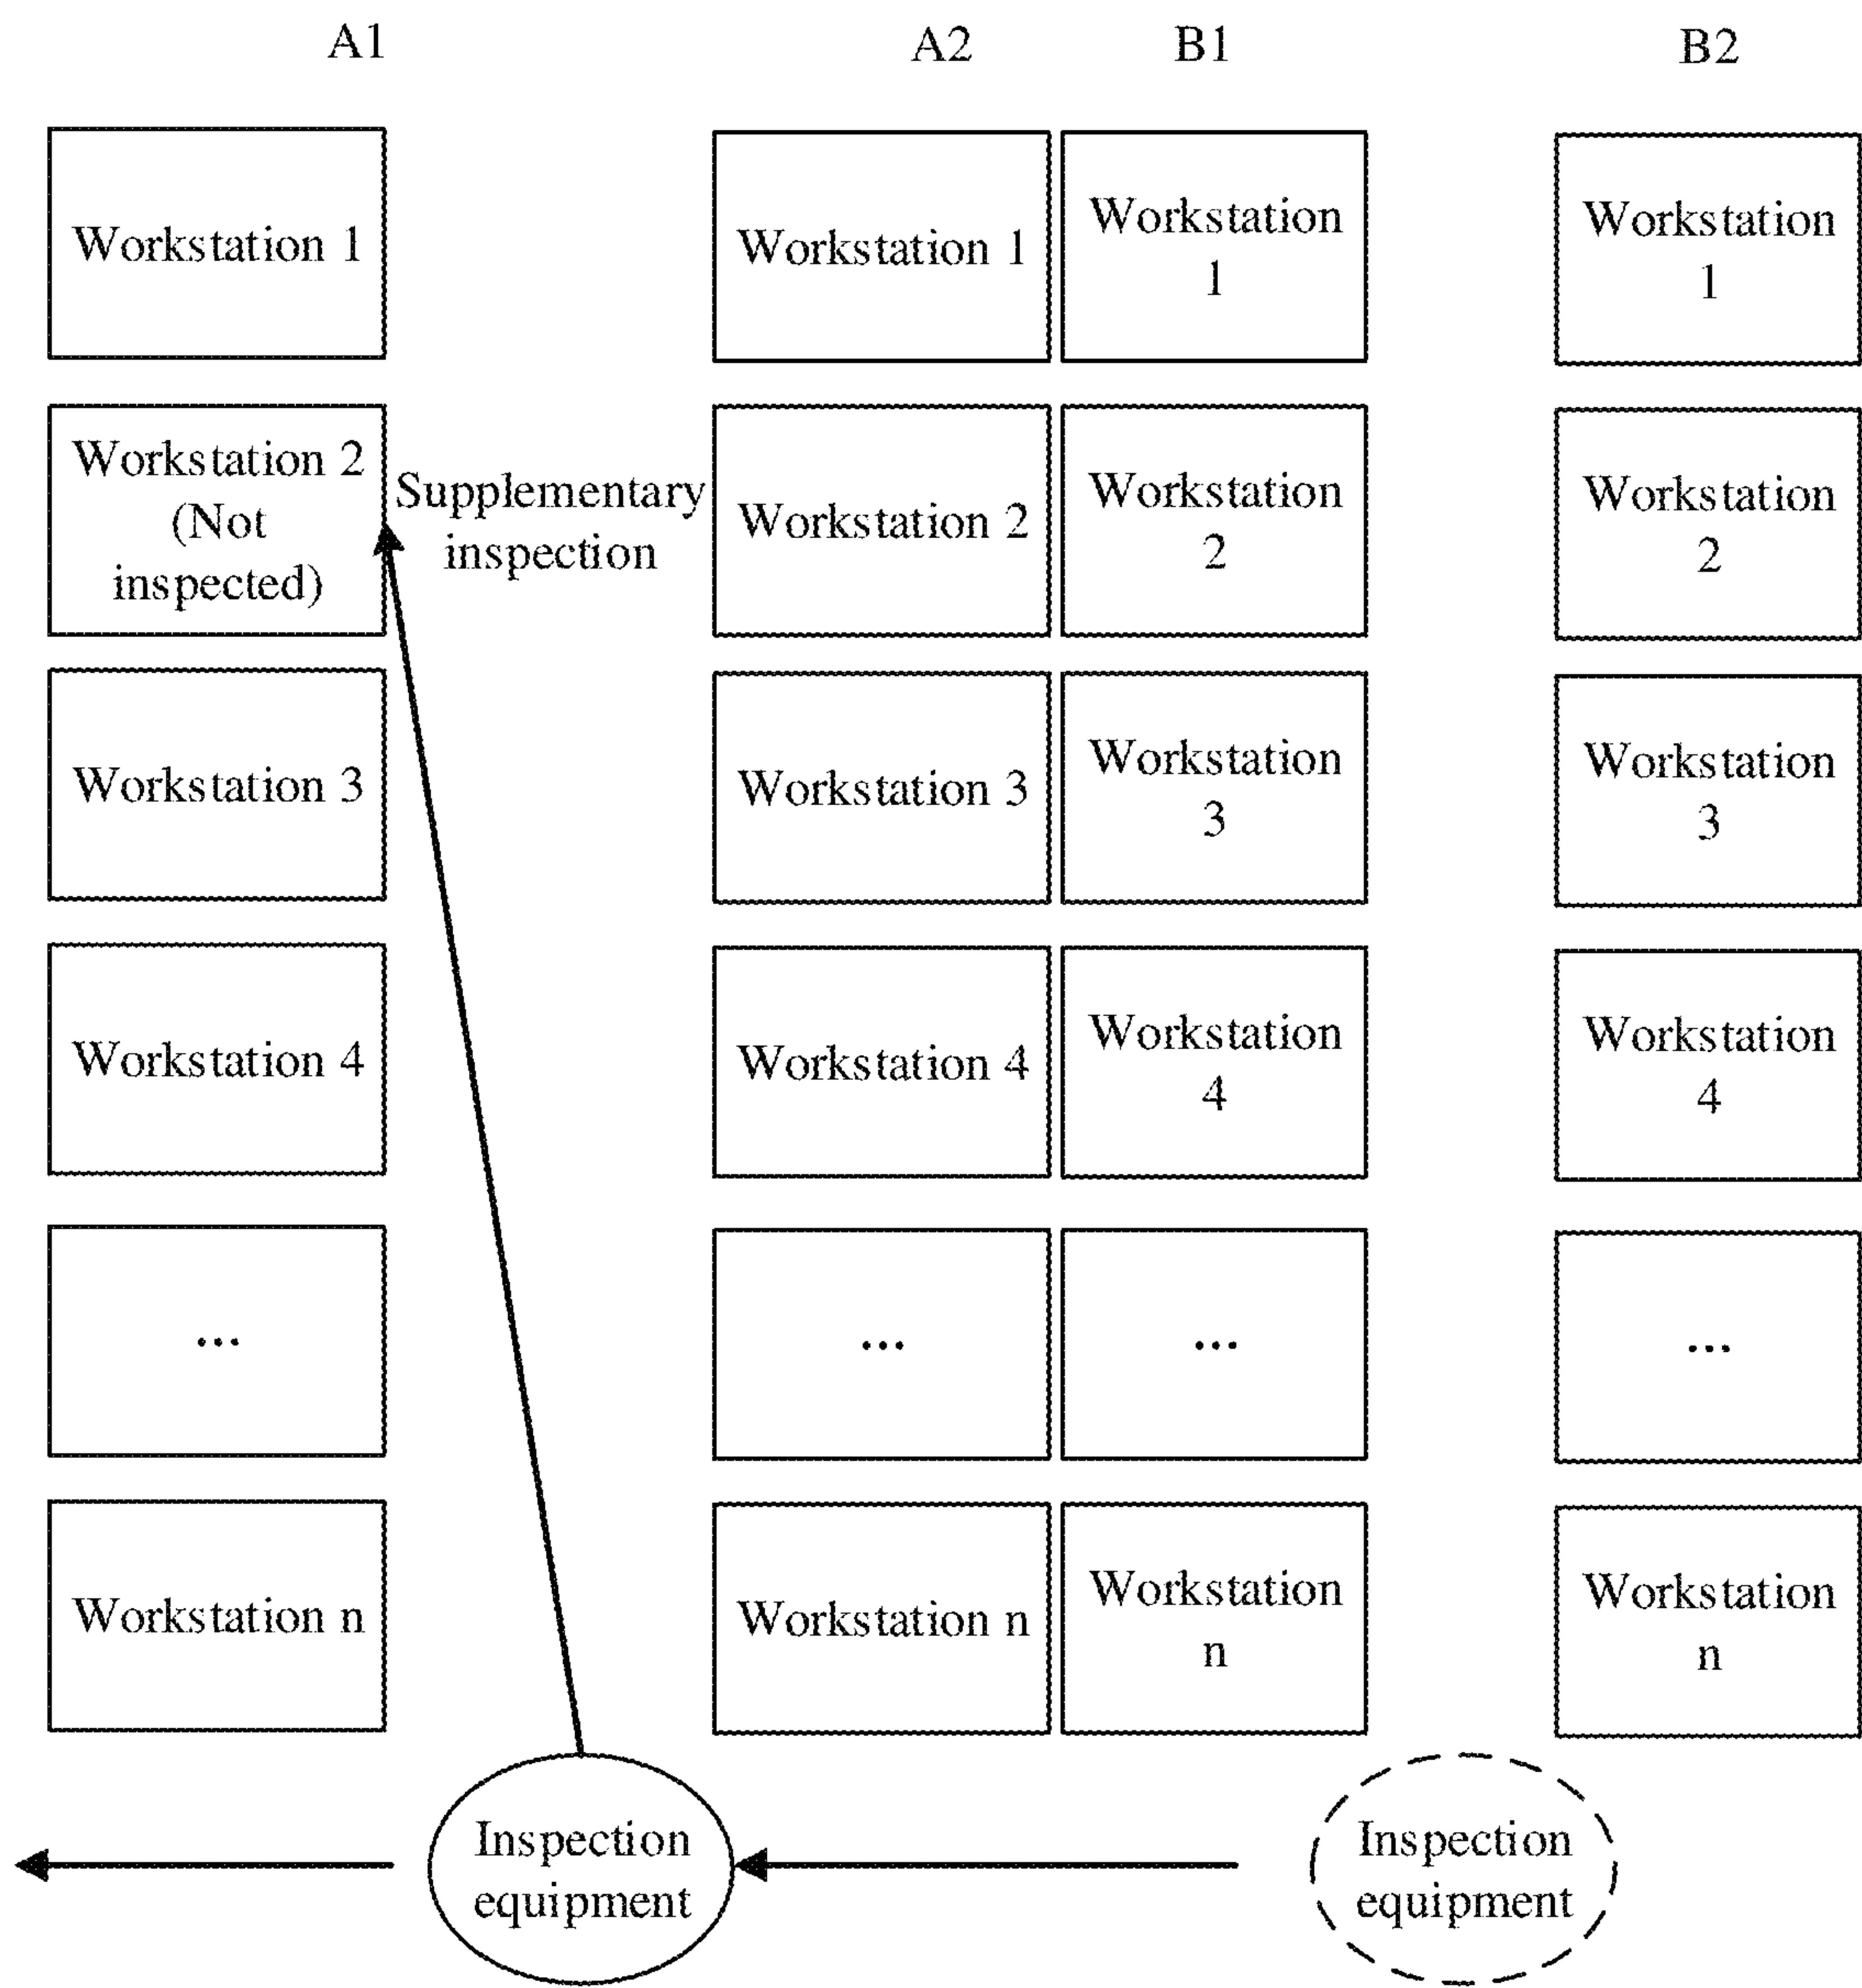 A1
A2
B1
B2
Workstation 1
Workstation 1
Workstation
1
Workstation
1
Workstation 2
(Not
inspected)
Supplementary
inspection
Workstation 2
Workstation
2
Workstation
2
Workstation 3
Workstation 3
Workstation
3
Workstation
3
Workstation 4
Workstation 4
Workstation
4
Workstation
4
...
...
...
...
Workstation n
Workstation n
Workstation
n
Workstation
n
Inspection
equipment
Inspection
equipment